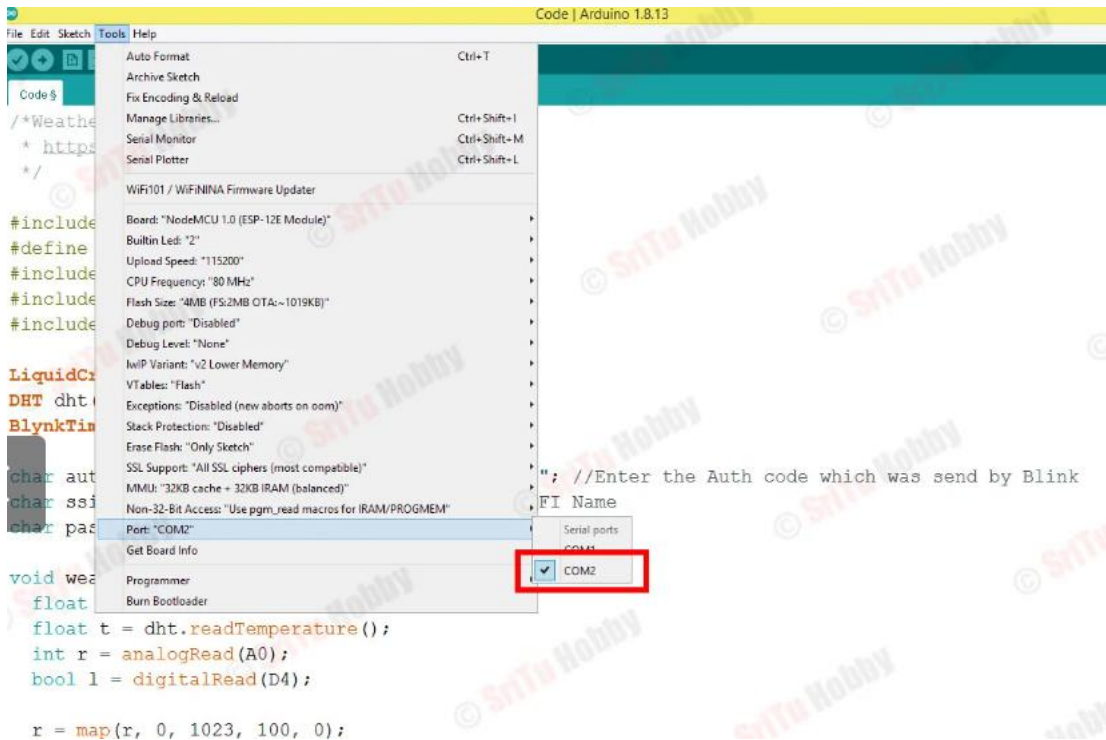 Code | Arduino 1.8.13
File Edit Sketch Tools Help
Code §
Auto Format Ctrl+T
Archive Sketch
Fix Encoding & Reload
Manage Libraries... Ctrl+Shift+I
Serial Monitor Ctrl+Shift+M
Serial Plotter Ctrl+Shift+L
WiFi101 / WiFiNINA Firmware Updater
Board: "NodeMCU 1.0 (ESP-12E Module)"
Builtin Led: "2"
Upload Speed: "115200"
CPU Frequency: "80 MHz"
Flash Size: "4MB (FS:2MB OTA:~1019KB)"
Debug port: "Disabled"
Debug Level: "None"
lwIP Variant: "v2 Lower Memory"
VTables: "Flash"
Exceptions: "Disabled (new aborts on oom)"
Stack Protection: "Disabled"
Erase Flash: "Only Sketch"
SSL Support: "All SSL ciphers (most compatible)"
MMU: "32KB cache + 32KB IRAM (balanced)"
Non-32-Bit Access: "Use pgm_read macros for IRAM/PROGMEM"
Port: "COM2"
Get Board Info
Programmer
Burn Bootloader
Serial ports
COM1
COM2
/*Weathe
* https
*/
#include
#define
#include
#include
#include
LiquidCr
DHT dht(
BlynkTim
char aut "; //Enter the Auth code which was send by Blink
char ssi FI Name
char pas
void wea
float
float t = dht.readTemperature();
int r = analogRead(A0);
bool l = digitalRead(D4);
r = map(r, 0, 1023, 100, 0);
© SriTu Hobby